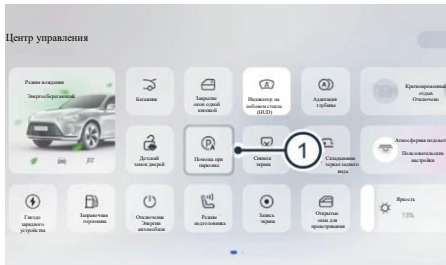 Центр управления
Режим вождения
Энергосберегающий
Багажник
Закрытие
окон одной
кнопкой
Индикатор на
лобовом стекле
(HUD)
Адаптация
глубины
Кратковременный
отдых
Отключено
Детский
замок дверей
Помощь при
парковке
Снимок
экрана
1
Складывание
зеркал заднего
вида
Атмосферная подсветка
Пользовательские
настройки
Гнездо
зарядного
устройства
Заправочная
горловина
Отключение
Энергии
автомобиля
Режим
подголовника
Запись
экрана
Открытые
окна для
проветривания
Яркость
13%